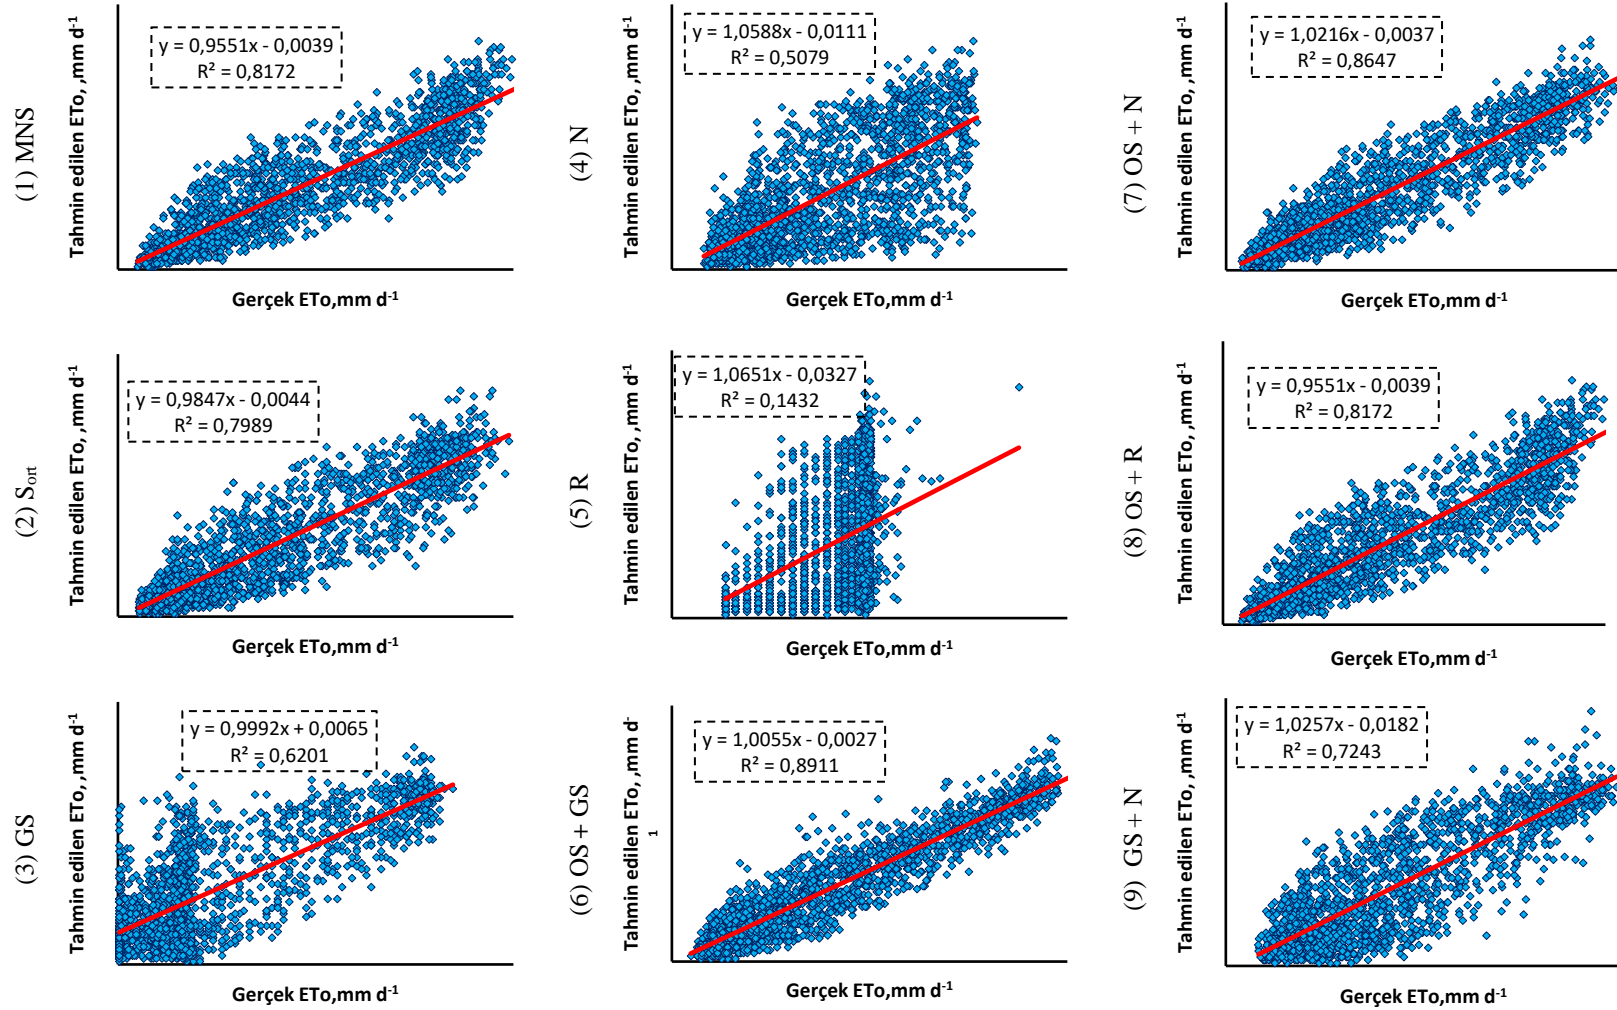 (1) MNS
Tahmin edilen ETo, ,mm d-1
y = 0,9551x - 0,0039
R² = 0,8172
Gerçek ETo,mm d-1
(4) N
Tahmin edilen ETo, ,mm d-1
y = 1,0588x - 0,0111
R² = 0,5079
Gerçek ETo,mm d-1
(7) OS + N
Tahmin edilen ETo, ,mm d-1
y = 1,0216x - 0,0037
R² = 0,8647
Gerçek ETo,mm d-1
(2) Sort
Tahmin edilen ETo, ,mm d-1
y = 0,9847x - 0,0044
R² = 0,7989
Gerçek ETo,mm d-1
(5) R
Tahmin edilen ETo, ,mm d-1
y = 1,0651x - 0,0327
R² = 0,1432
Gerçek ETo,mm d-1
(8) OS + R
Tahmin edilen ETo, ,mm d-1
y = 0,9551x - 0,0039
R² = 0,8172
Gerçek ETo,mm d-1
(3) GS
Tahmin edilen ETo, ,mm d-1
y = 0,9992x + 0,0065
R² = 0,6201
Gerçek ETo,mm d-1
(6) OS + GS
Tahmin edilen ETo, ,mm d-
1
y = 1,0055x - 0,0027
R² = 0,8911
Gerçek ETo,mm d-1
(9) GS + N
Tahmin edilen ETo, ,mm d-1
y = 1,0257x - 0,0182
R² = 0,7243
Gerçek ETo,mm d-1